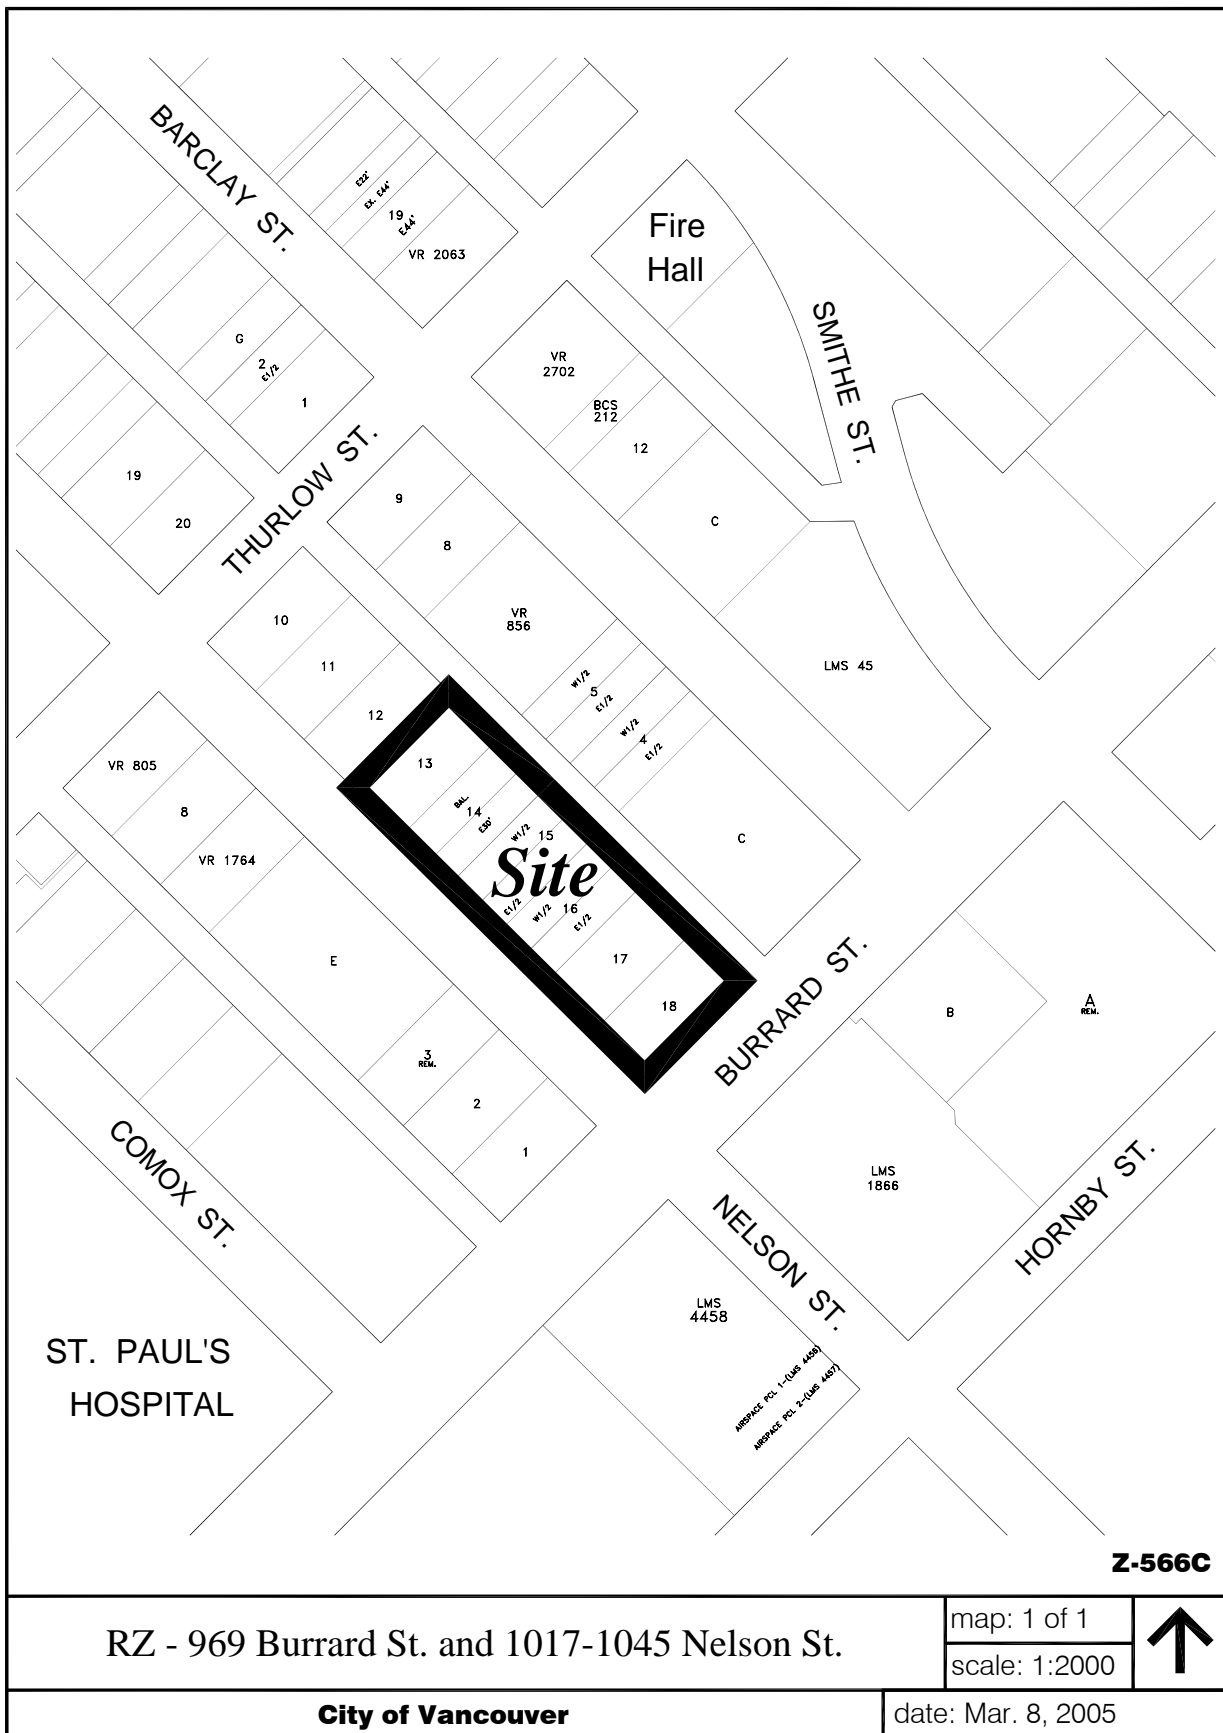 BARCLAY ST.
E22'
EX. E44'
19
E44'
VR 2063
Fire
Hall
SMITHE ST.
G
2
E1/2
1
VR
2702
BCS
212
12
C
THURLOW ST.
19
20
9
8
VR
856
10
11
12
W1/2
5
E1/2
W1/2
4
E1/2
LMS 45
C
VR 805
8
VR 1764
E
3
REM.
2
1
13
BAL.
14
E30'
W1/2
15
Site
E1/2
W1/2
16
E1/2
17
18
BURRARD ST.
B
A
REM.
LMS
1866
HORNBY ST.
COMOX ST.
NELSON ST.
LMS
4458
AIRSPACE PCL 1-(LMS 4456)
AIRSPACE PCL 2-(LMS 4457)
ST. PAUL'S
HOSPITAL
Z-566C
RZ - 969 Burrard St. and 1017-1045 Nelson St.
map: 1 of 1
scale: 1:2000
City of Vancouver
date: Mar. 8, 2005